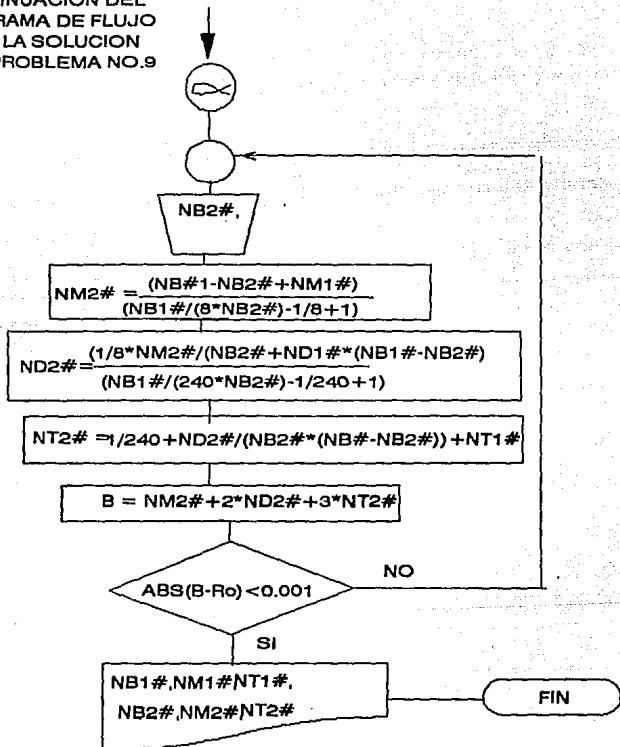 INUACION DEL
RAMA DE FLUJO
LA SOLUCION
PROBLEMA NO.9
NB2#,
NM2# = (NB#1-NB2#+NM1#)
(NB1#/(8*NB2#)-1/8+1)
ND2#= (1/8*NM2#/(NB2#+ND1#*(NB1#-NB2#)
(NB1#/(240*NB2#)-1/240+1)
NT2# =1/240+ND2#/(NB2#*(NB#-NB2#))+NT1#
B = NM2#+2*ND2#+3*NT2#
ABS(B-Ro)<0.001
NO
SI
NB1#,NM1#,NT1#,
NB2#,NM2#,NT2#
FIN